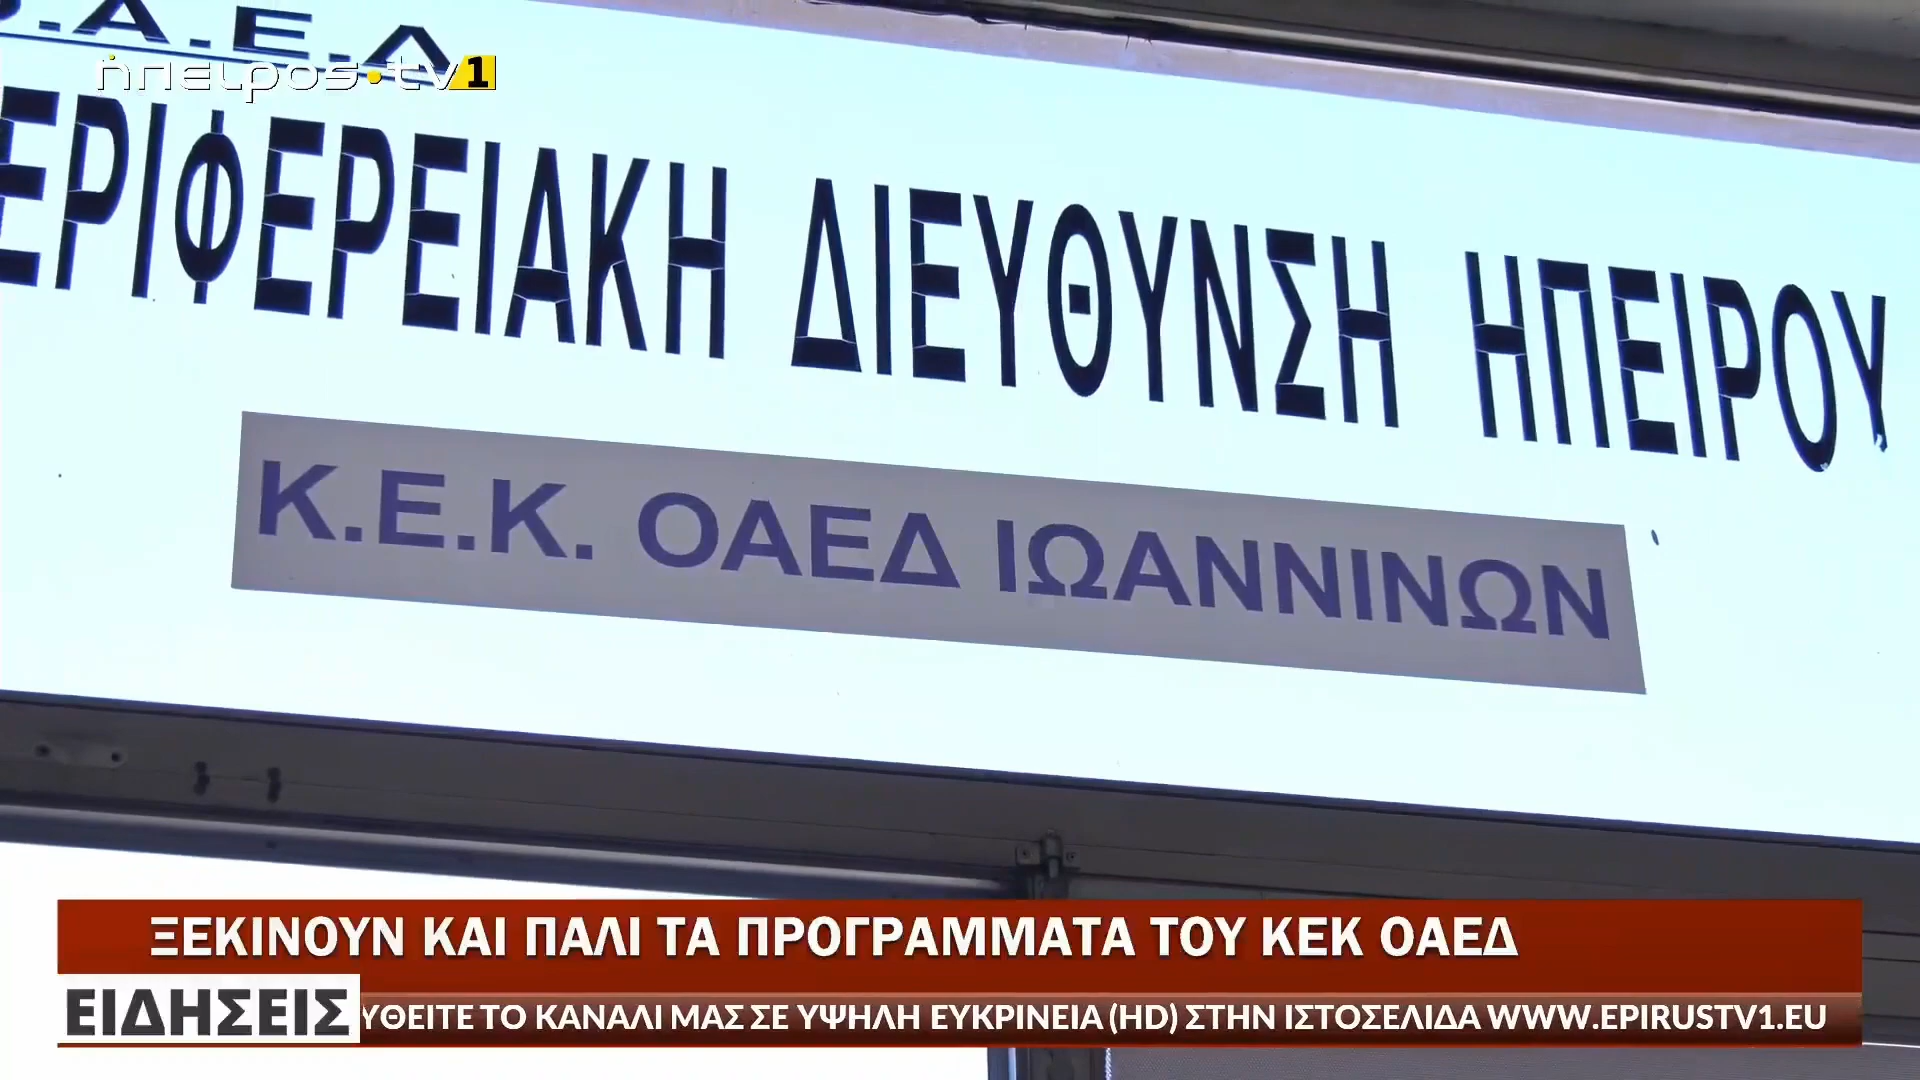 .Α.Ε.Δ
ήπειρος.tv1
ΕΡΙΦΕΡΕΙΑΚΗ ΔΙΕΥΘΥΝΣΗ ΗΠΕΙΡΟΥ
Κ.Ε.Κ. ΟΑΕΔ ΙΩΑΝΝΙΝΩΝ
ΞΕΚΙΝΟΥΝ ΚΑΙ ΠΑΛΙ ΤΑ ΠΡΟΓΡΑΜΜΑΤΑ ΤΟΥ ΚΕΚ ΟΑΕΔ
ΕΙΔΗΣΕΙΣ ΥΘΕΙΤΕ ΤΟ ΚΑΝΑΛΙ ΜΑΣ ΣΕ ΥΨΗΛΗ ΕΥΚΡΙΝΕΙΑ (HD) ΣΤΗΝ ΙΣΤΟΣΕΛΙΔΑ WWW.EPIRUSTV1.EU